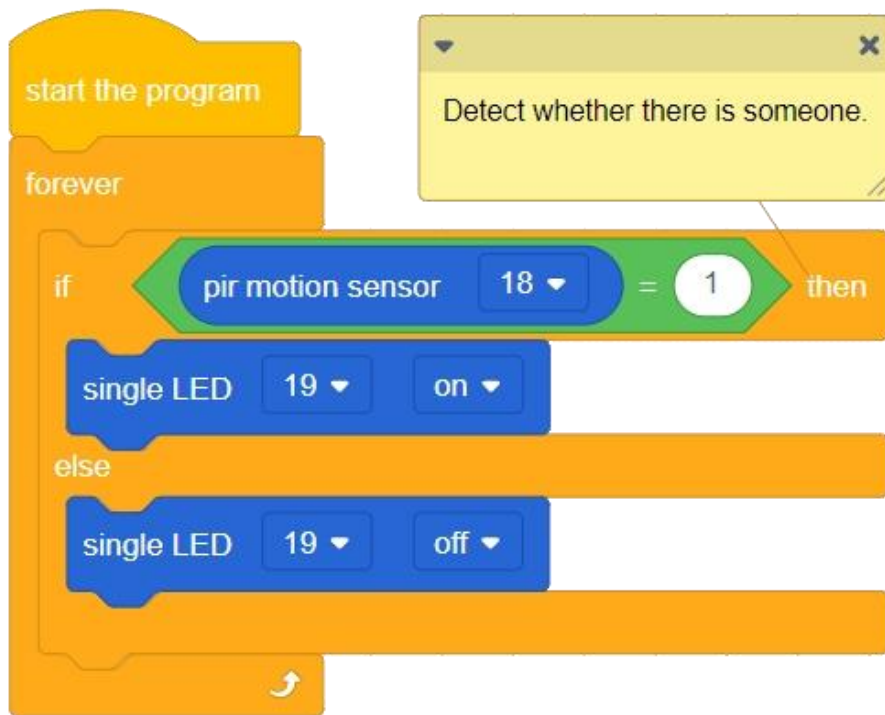 start the program
Detect whether there is someone.
forever
if pir motion sensor 18 = 1 then
single LED 19 on
else
single LED 19 off